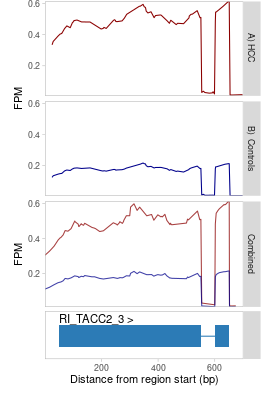 0.6
0.4
0.2
FPM
A) HCC
0.6
0.4
0.2
B) Controls
0.6
0.4
0.2
FPM
Combined
RI_TACC2_3 >
200 400 600
Distance from region start (bp)